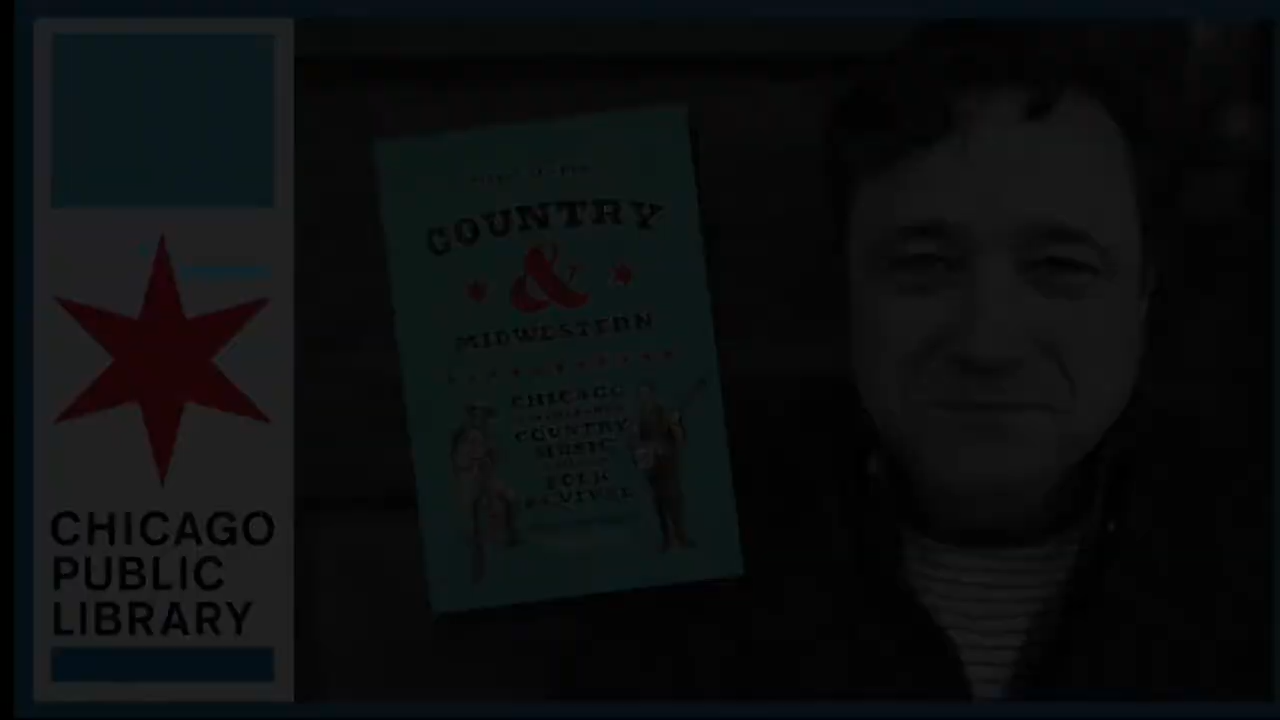 CHICAGO
PUBLIC
LIBRARY
COUNTRY
&
MIDWESTERN
CHICAGO
COUNTRY
MUSIC
FOLK
REVIVAL